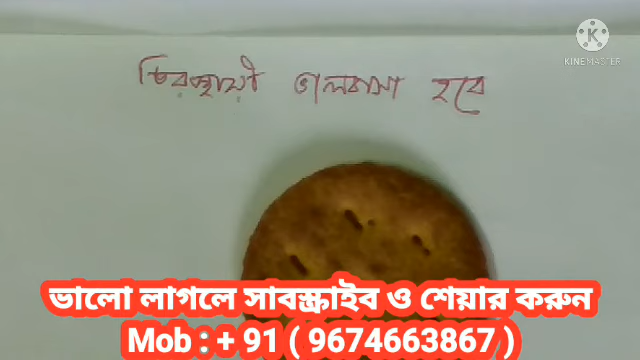 KINEMASTER
চিরস্থায়ী ভালবাসা হবে
ভালো লাগলে সাবস্ক্রাইব ও শেয়ার করুন
Mob : + 91 ( 9674663867 )